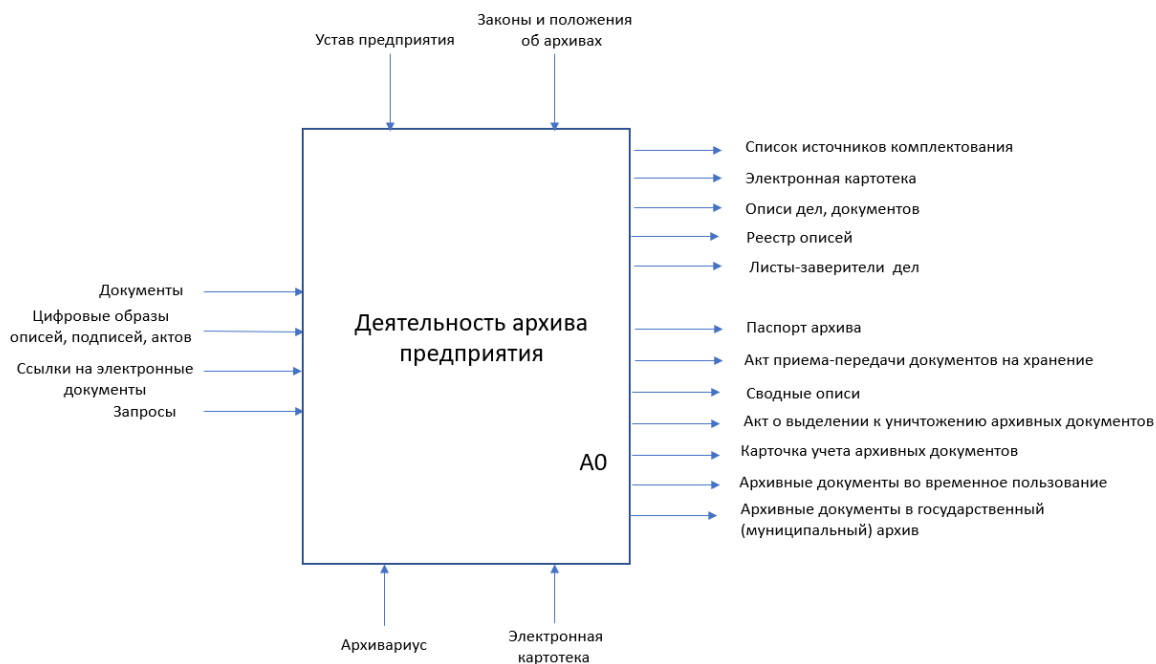 Законы и положения
об архивах
Устав предприятия
Список источников комплектования
Электронная картотека
Описи дел, документов
Реестр описей
Листы-заверители дел
Документы
Цифровые образы
описей, подписей, актов
Ссылки на электронные
документы
Запросы
Деятельность архива
предприятия
А0
Паспорт архива
Акт приема-передачи документов на хранение
Сводные описи
Акт о выделении к уничтожению архивных документов
Карточка учета архивных документов
Архивные документы во временное пользование
Архивные документы в государственный
(муниципальный) архив
Архивариус
Электронная
картотека